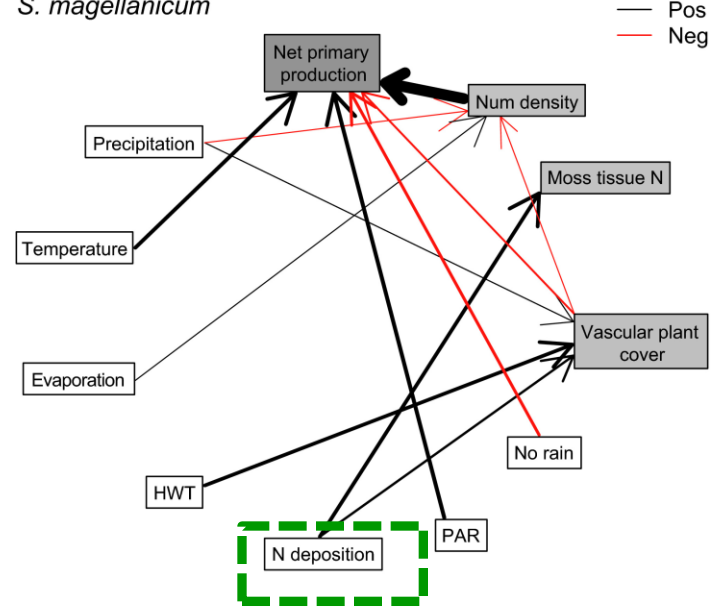 S. magellanicum
Pos
Neg
Net primary
production
Num density
Precipitation
Moss tissue N
Temperature
Vascular plant
cover
Evaporation
No rain
HWT
PAR
N deposition